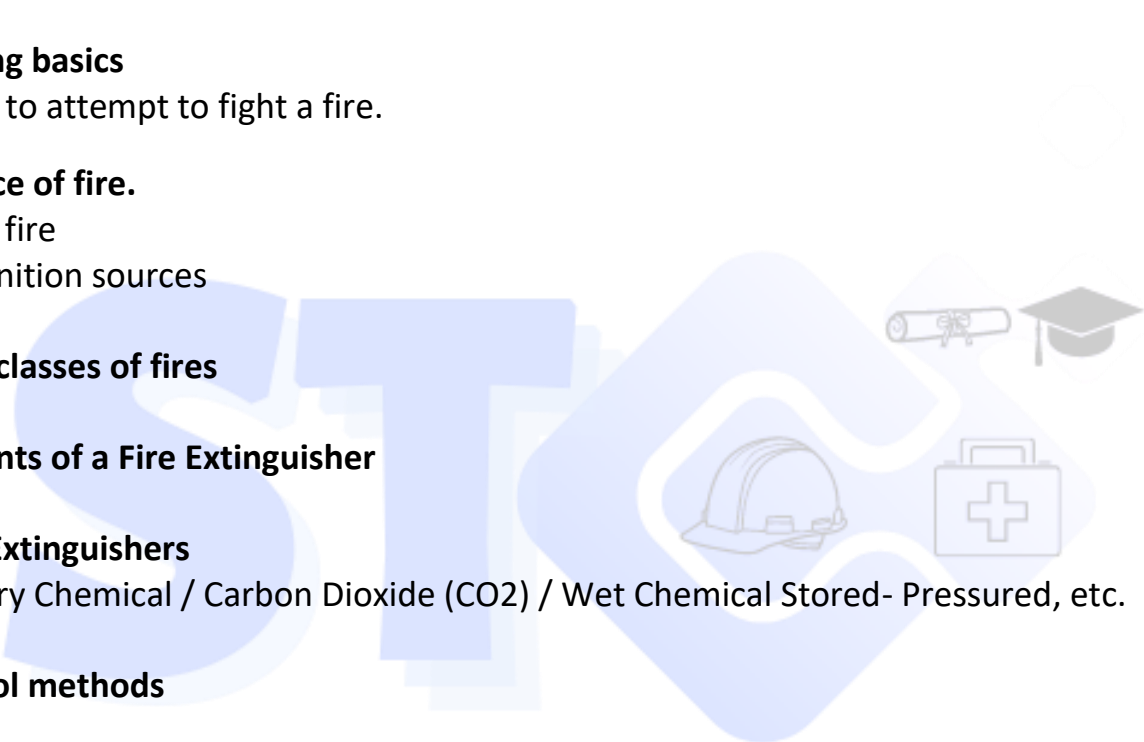 ng basics
to attempt to fight a fire.
ce of fire.
fire
nition sources
classes of fires
nts of a Fire Extinguisher
Extinguishers
ry Chemical / Carbon Dioxide (CO2) / Wet Chemical Stored- Pressured, etc.
ol methods
ST